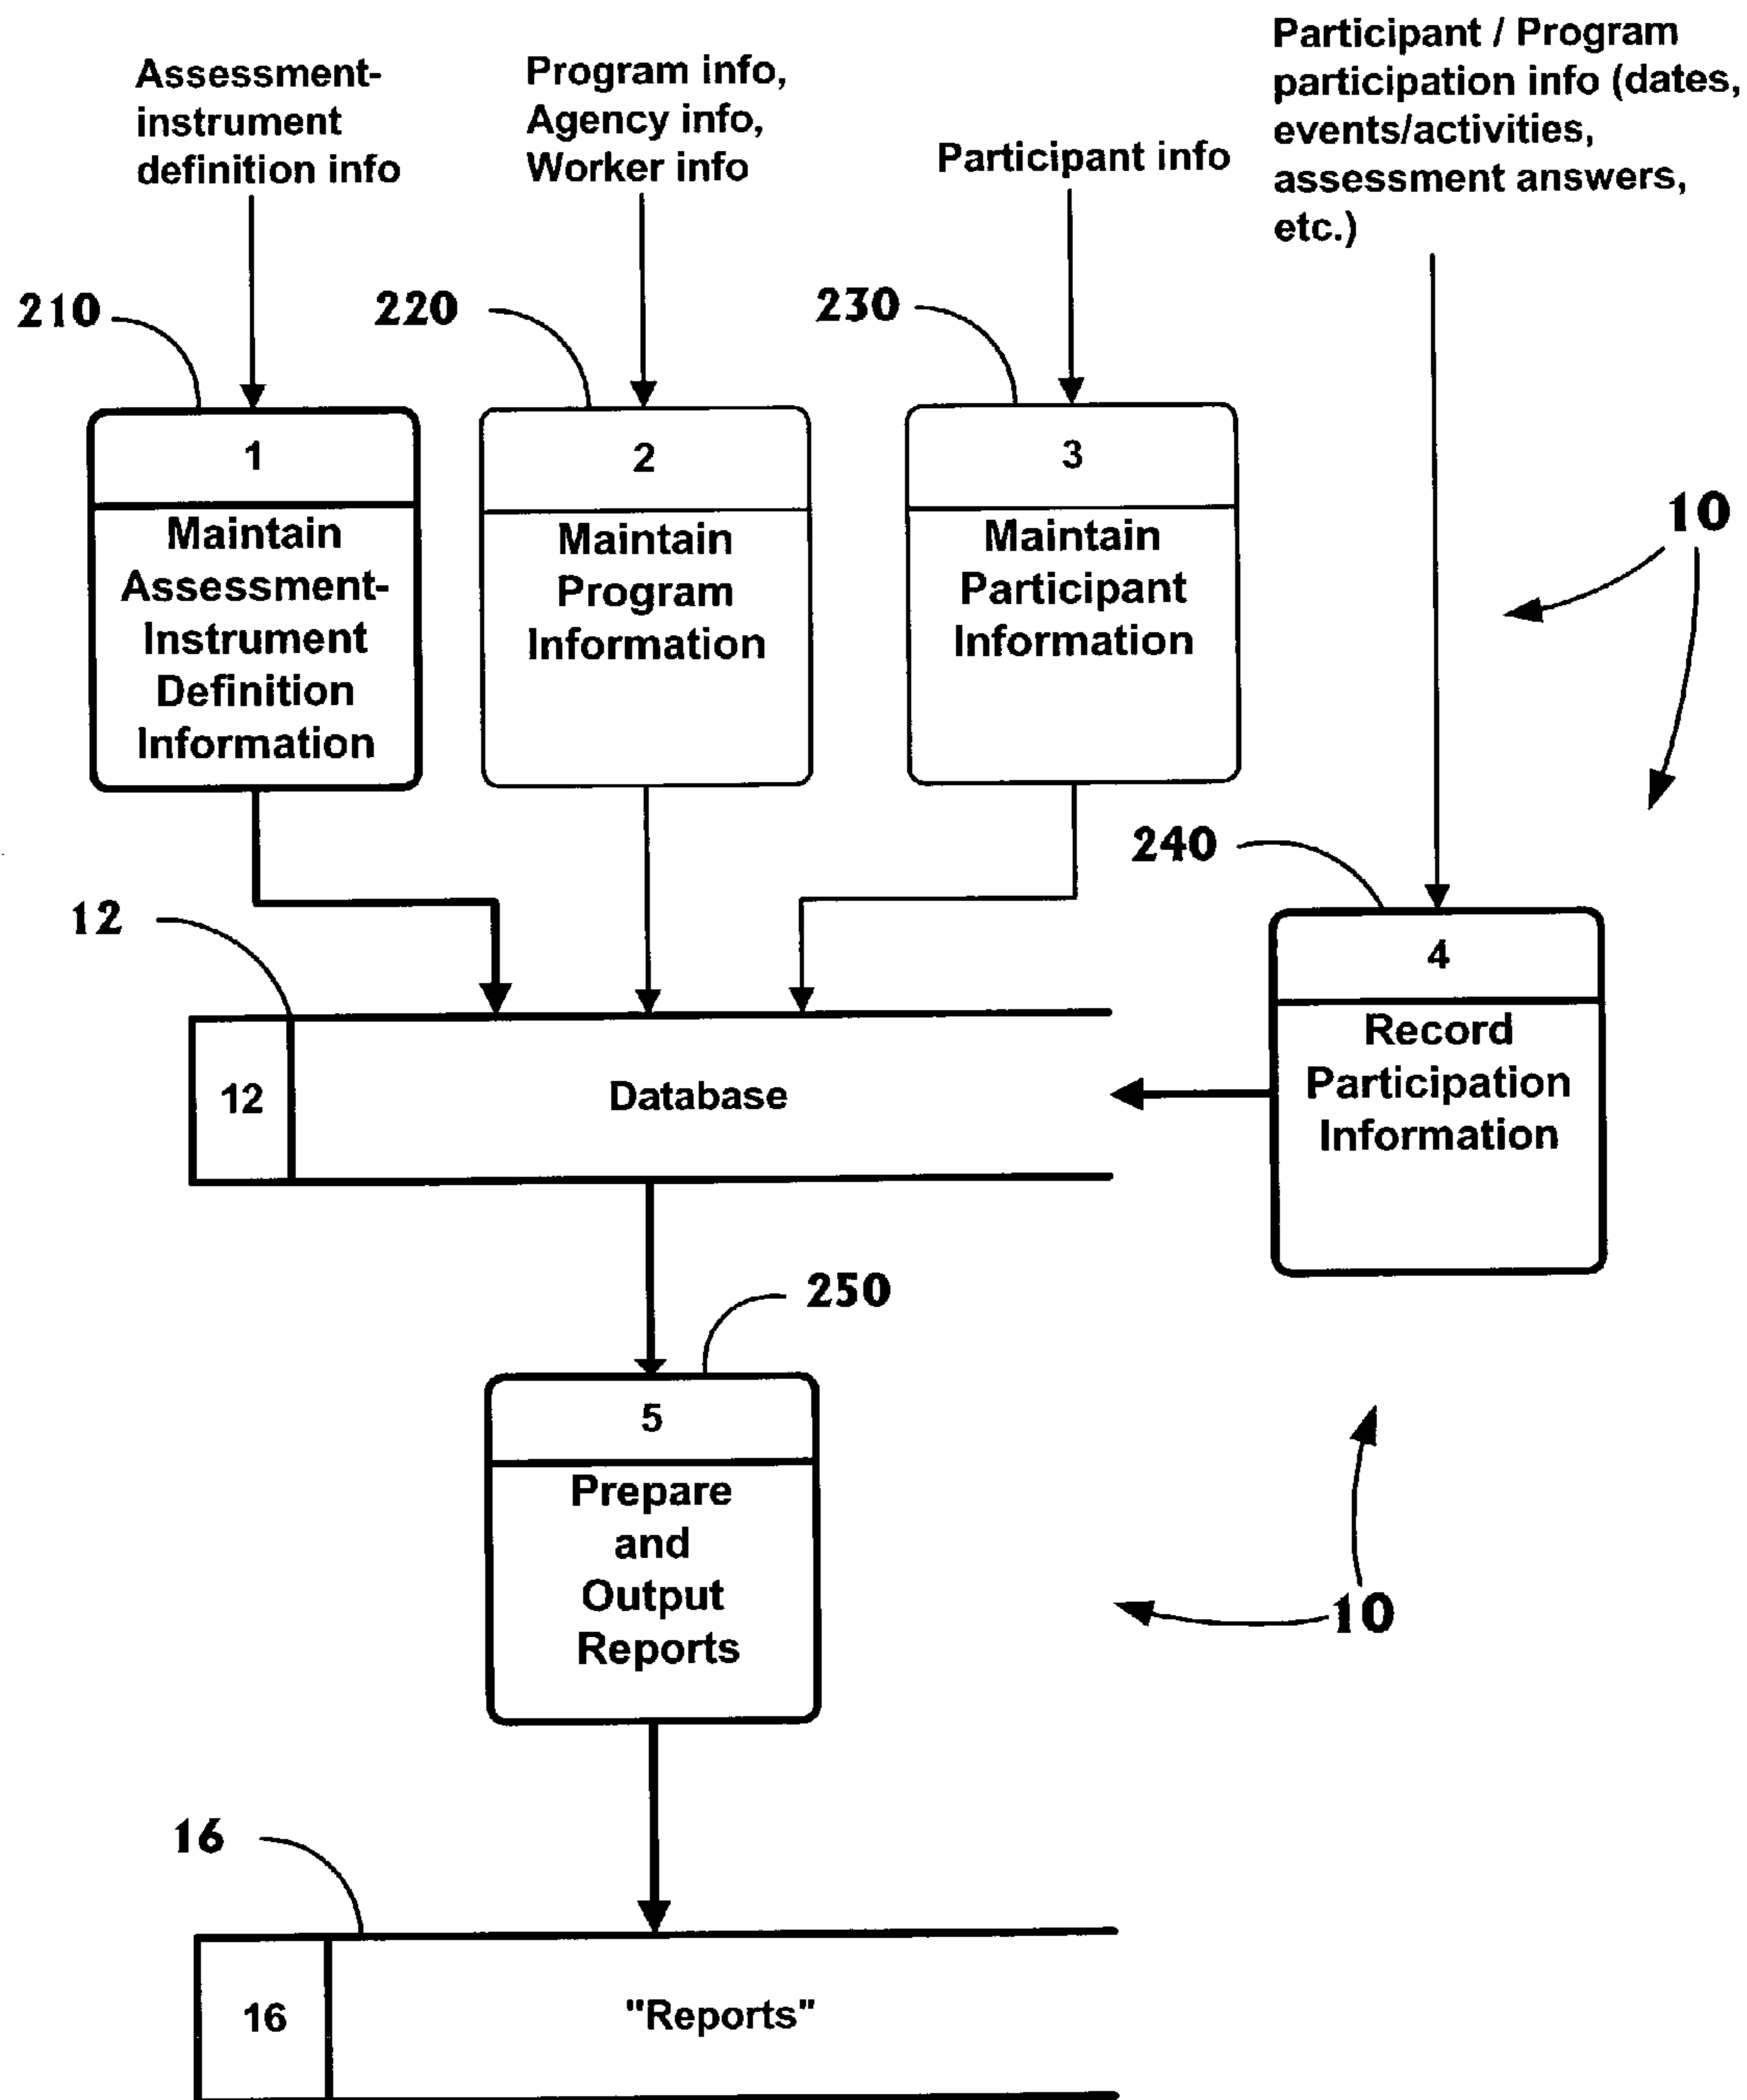 Assessment-
instrument
definition info
Program info,
Agency info,
Worker info
Participant info
Participant / Program
participation info (dates,
events/activities,
assessment answers,
etc.)
210
220
230
1
Maintain
Assessment-
Instrument
Definition
Information
2
Maintain
Program
Information
3
Maintain
Participant
Information
10
240
4
Record
Participation
Information
12
12
Database
250
5
Prepare
and
Output
Reports
10
16
16
"Reports"